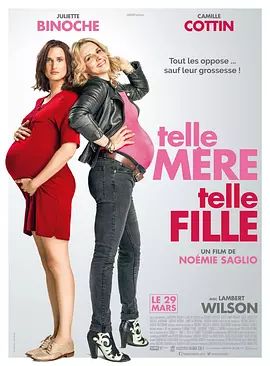 JULIETTE
BINOCHE
CAMILLE
COTTIN
Tout les oppose ...
sauf leur grossesse !
telle
MÈRE
telle
FILLE
UN FILM DE
NOÉMIE SAGLIO
LE 29
MARS
AVEC LAMBERT
WILSON